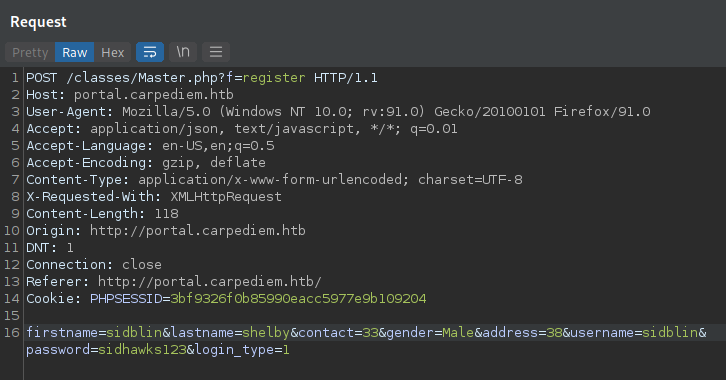 Request
Pretty Raw Hex \n
1 POST /classes/Master.php?f=register HTTP/1.1
2 Host: portal.carpediem.htb
3 User-Agent: Mozilla/5.0 (Windows NT 10.0; rv:91.0) Gecko/20100101 Firefox/91.0
4 Accept: application/json, text/javascript, */*; q=0.01
5 Accept-Language: en-US,en;q=0.5
6 Accept-Encoding: gzip, deflate
7 Content-Type: application/x-www-form-urlencoded; charset=UTF-8
8 X-Requested-With: XMLHttpRequest
9 Content-Length: 118
10 Origin: http://portal.carpediem.htb
11 DNT: 1
12 Connection: close
13 Referer: http://portal.carpediem.htb/
14 Cookie: PHPSESSID=3bf9326f0b85990eacc5977e9b109204
15
16 firstname=sidblin&lastname=shelby&contact=33&gender=Male&address=38&username=sidblin&
password=sidhawks123&login_type=1